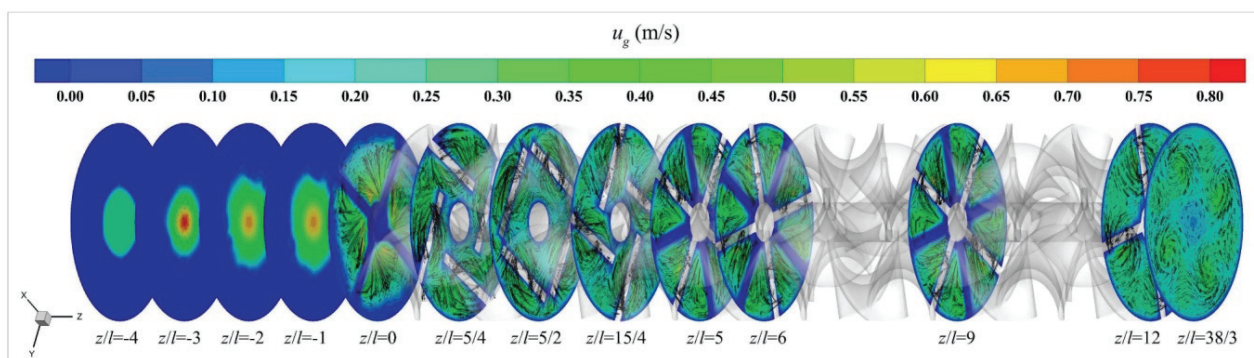 u_g (m/s)
0.00 0.05 0.10 0.15 0.20 0.25 0.30 0.35 0.40 0.45 0.50 0.55 0.60 0.65 0.70 0.75 0.80
X
Z
Y
z/l=-4 z/l=-3 z/l=-2 z/l=-1 z/l=0 z/l=5/4 z/l=5/2 z/l=15/4 z/l=5 z/l=6 z/l=9 z/l=12 z/l=38/3